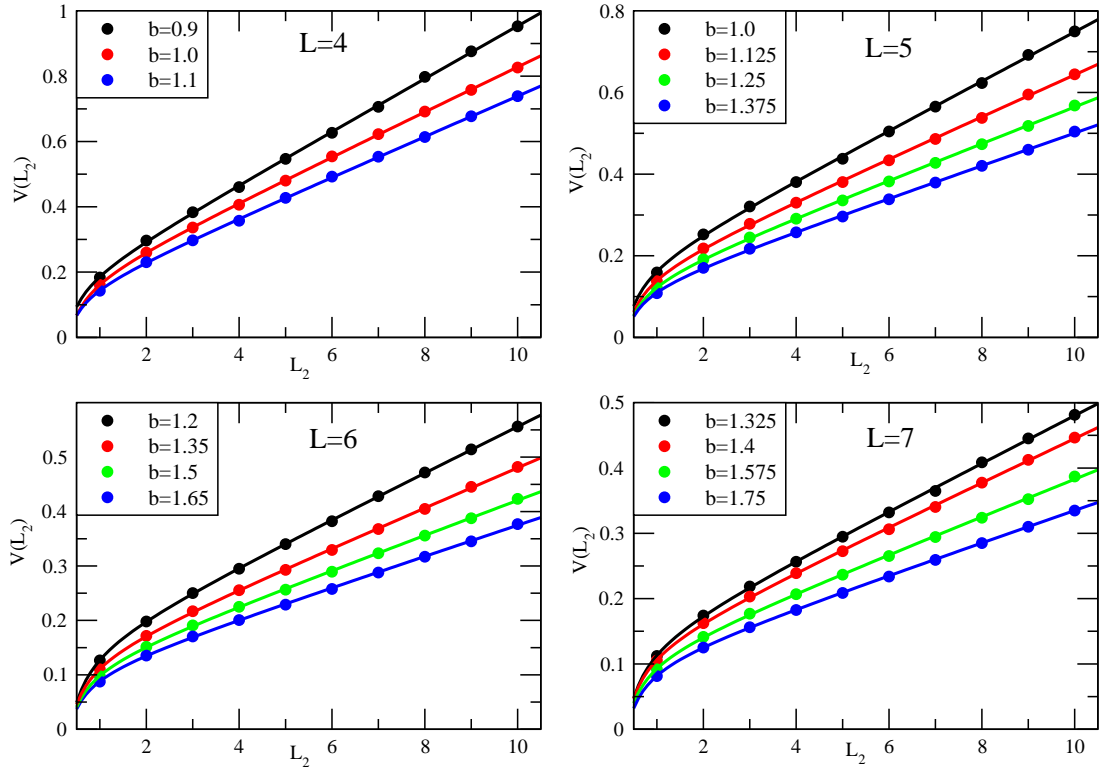 L=4
b=0.9
b=1.0
b=1.1
V(L₂)
1
0.8
0.6
0.4
0.2
0
2 4 6 8 10
L₂
L=5
b=1.0
b=1.125
b=1.25
b=1.375
V(L₂)
0.8
0.6
0.4
0.2
0
2 4 6 8 10
L₂
L=6
b=1.2
b=1.35
b=1.5
b=1.65
V(L₂)
0.5
0.4
0.3
0.2
0.1
0
2 4 6 8 10
L₂
L=7
b=1.325
b=1.4
b=1.575
b=1.75
V(L₂)
0.5
0.4
0.3
0.2
0.1
0
2 4 6 8 10
L₂